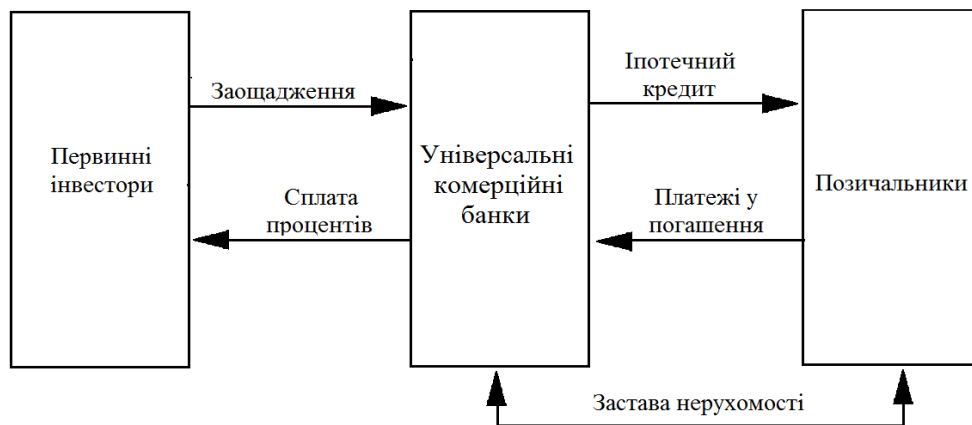 Первинні
інвестори
Заощадження
Сплата
процентів
Універсальні
комерційні
банки
Іпотечний
кредит
Платежі у
погашення
Позичальники
Застава нерухомості